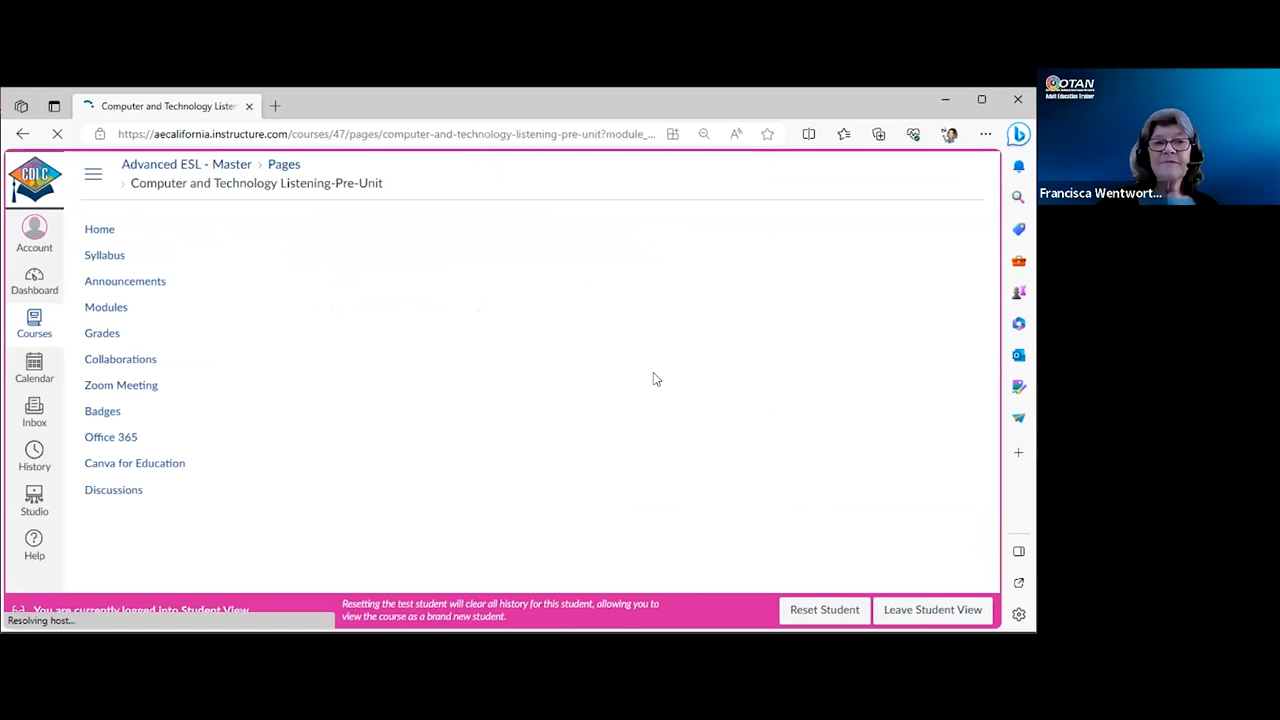 Computer and Technology Listen
https://aecalifornia.instructure.com/courses/47/pages/computer-and-technology-listening-pre-unit?module_...
CDLC
Advanced ESL - Master > Pages
> Computer and Technology Listening-Pre-Unit
Account
Dashboard
Courses
Calendar
Inbox
History
Studio
Help
Home
Syllabus
Announcements
Modules
Grades
Collaborations
Zoom Meeting
Badges
Office 365
Canva for Education
Discussions
You are currently logged into Student View
Resetting the test student will clear all history for this student, allowing you to
view the course as a brand new student.
Reset Student
Leave Student View
Resolving host...
OTAN
Adult Education Trainer
Francisca Wentwort...